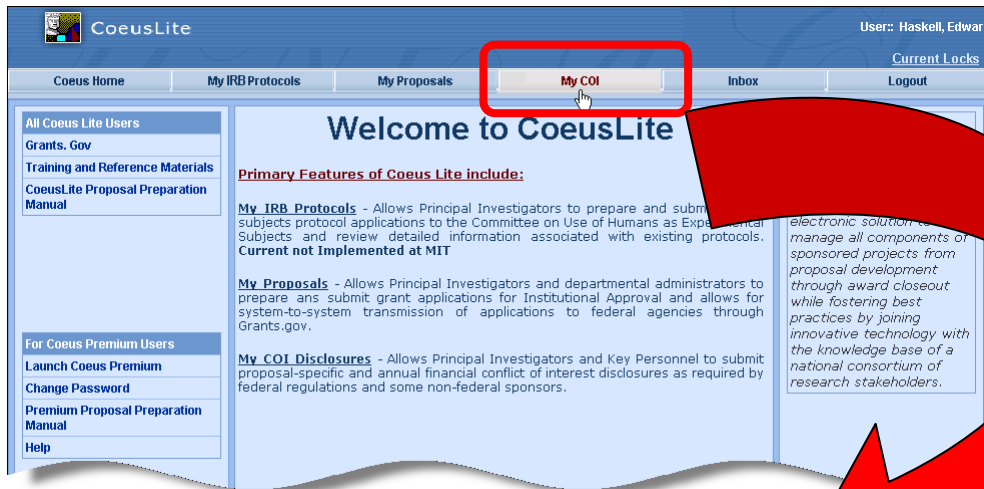 CoeusLite
User:: Haskell, Edwar
Current Locks
Coeus Home My IRB Protocols My Proposals My COI Inbox Logout
All Coeus Lite Users
Grants. Gov
Training and Reference Materials
CoeusLite Proposal Preparation
Manual
For Coeus Premium Users
Launch Coeus Premium
Change Password
Premium Proposal Preparation
Manual
Help
Welcome to CoeusLite
Primary Features of Coeus Lite include:
My IRB Protocols - Allows Principal Investigators to prepare and
subjects protocol applications to the Committee on Use of Humans as
Subjects and review detailed information associated with existing protocols.
Current not Implemented at MIT
My Proposals - Allows Principal Investigators and departmental administrators to
prepare ans submit grant applications for Institutional Approval and allows for
system-to-system transmission of applications to federal agencies through
Grants.gov.
My COI Disclosures - Allows Principal Investigators and Key Personnel to submit
proposal-specific and annual financial conflict of interest disclosures as required by
federal regulations and some non-federal sponsors.
electronic solution
manage all components of
sponsored projects from
proposal development
through award closeout
while fostering best
practices by joining
innovative technology with
the knowledge base of a
national consortium of
research stakeholders.